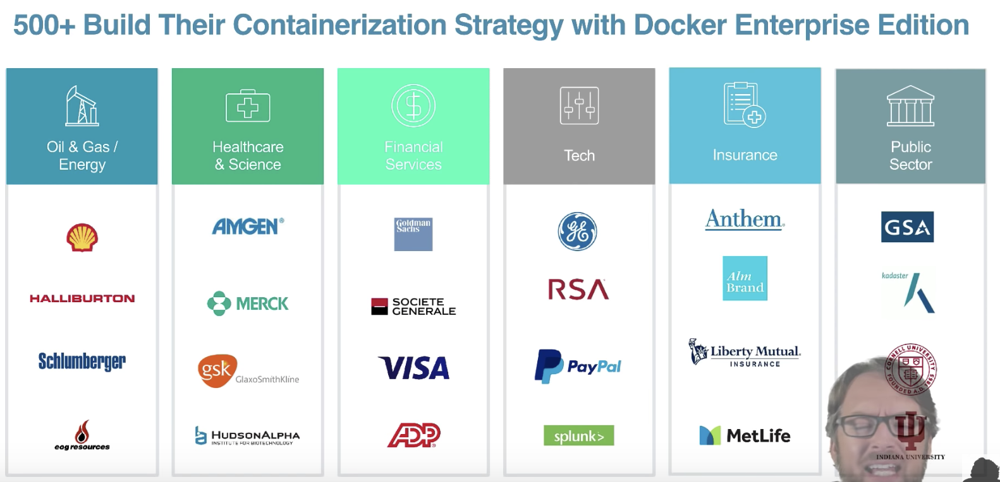 500+ Build Their Containerization Strategy with Docker Enterprise Edition
Oil & Gas /
Energy
HALLIBURTON
Schlumberger
eog resources
Healthcare
& Science
AMGEN®
MERCK
gsk
GlaxoSmithKline
HUDSONALPHA
INSTITUTE FOR BIOTECHNOLOGY
Financial
Services
Goldman
Sachs
SOCIETE
GENERALE
VISA
ADP®
Tech
GE
RSA
PayPal
splunk>
Insurance
Anthem
Alm
Brand
Liberty Mutual
INSURANCE
MetLife
Public
Sector
GSA
kadaster
CORNELL UNIVERSITY
FOUNDED A.D. 1865
IU
INDIANA UNIVERSITY